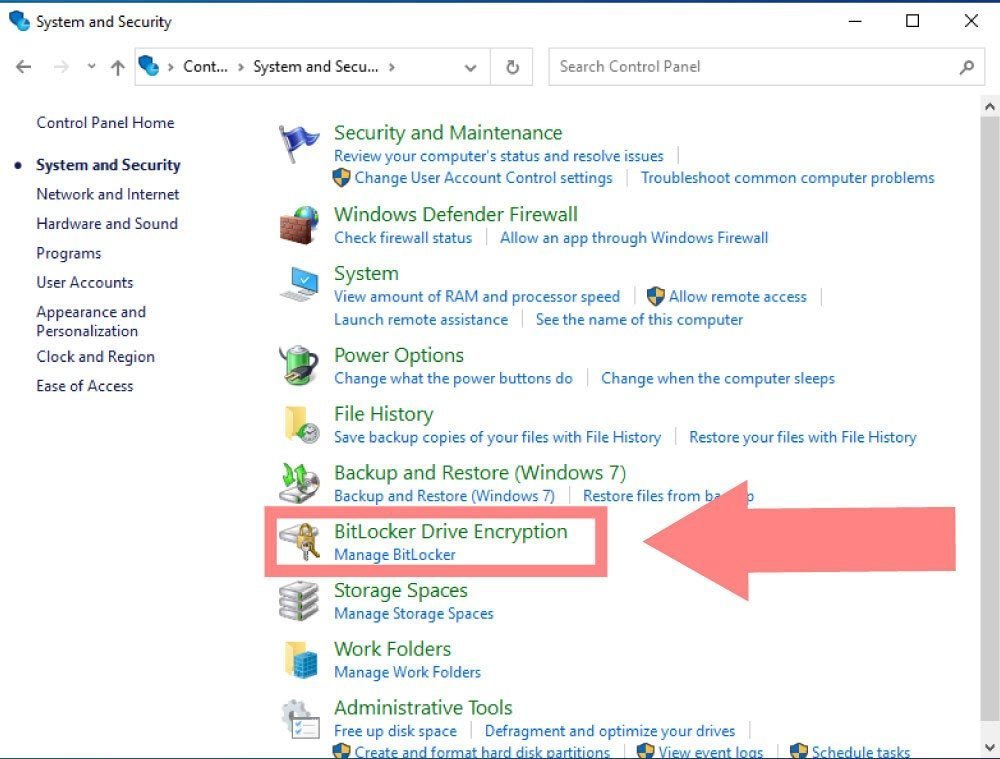 System and Security
Cont... System and Secu...
Search Control Panel
Control Panel Home
System and Security
Network and Internet
Hardware and Sound
Programs
User Accounts
Appearance and
Personalization
Clock and Region
Ease of Access
Security and Maintenance
Review your computer's status and resolve issues
Change User Account Control settings Troubleshoot common computer problems
Windows Defender Firewall
Check firewall status Allow an app through Windows Firewall
System
View amount of RAM and processor speed Allow remote access
Launch remote assistance See the name of this computer
Power Options
Change what the power buttons do Change when the computer sleeps
File History
Save backup copies of your files with File History Restore your files with File History
Backup and Restore (Windows 7)
Backup and Restore (Windows 7) Restore files from
BitLocker Drive Encryption
Manage BitLocker
Storage Spaces
Manage Storage Spaces
Work Folders
Manage Work Folders
Administrative Tools
Free up disk space Defragment and optimize your drives
Create and format hard disk partitions View event logs Schedule tasks